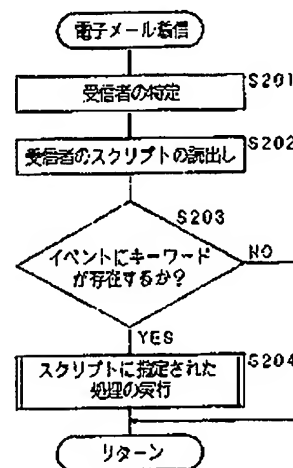 電子メール着信
受信者の特定
S201
受信者のスクリプトの読出し
S202
S203
イベントにキーワード
が存在するか?
NO
YES
スクリプトに指定された
処理の実行
S204
リターン